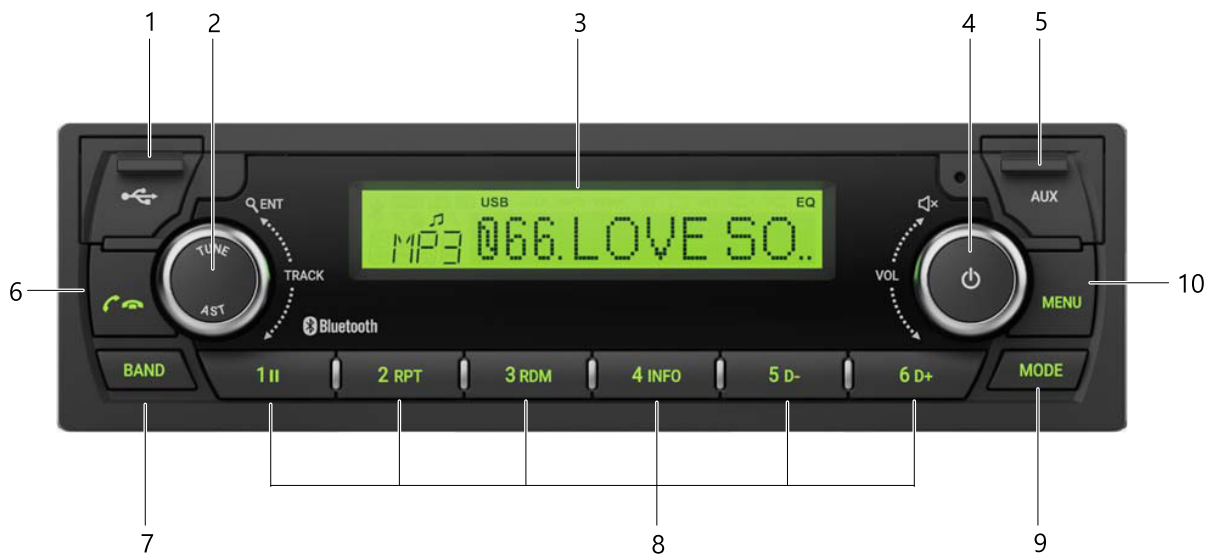 1
2
3
4
5
ENT
USB
EQ
AUX
TUNE
MP3 066.LOVE SO..
TRACK
VOL
6
10
AST
MENU
Bluetooth
BAND
1
2 RPT
3 RDM
4 INFO
5 D-
6 D+
MODE
7
8
9